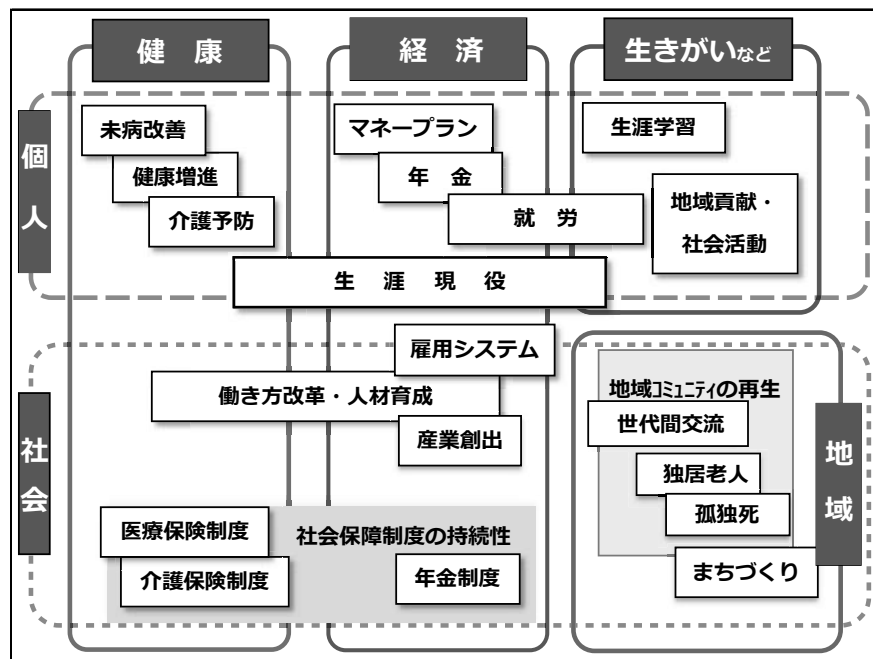 健 康
経 済
生きがいなど
個人
未病改善
健康増進
介護予防
マネープラン
年 金
就 労
生涯学習
地域貢献・
社会活動
生 涯 現 役
社会
雇用システム
働き方改革・人材育成
産業創出
地域コミュニティの再生
世代間交流
独居老人
孤独死
まちづくり
地域
医療保険制度
社会保障制度の持続性
介護保険制度
年金制度